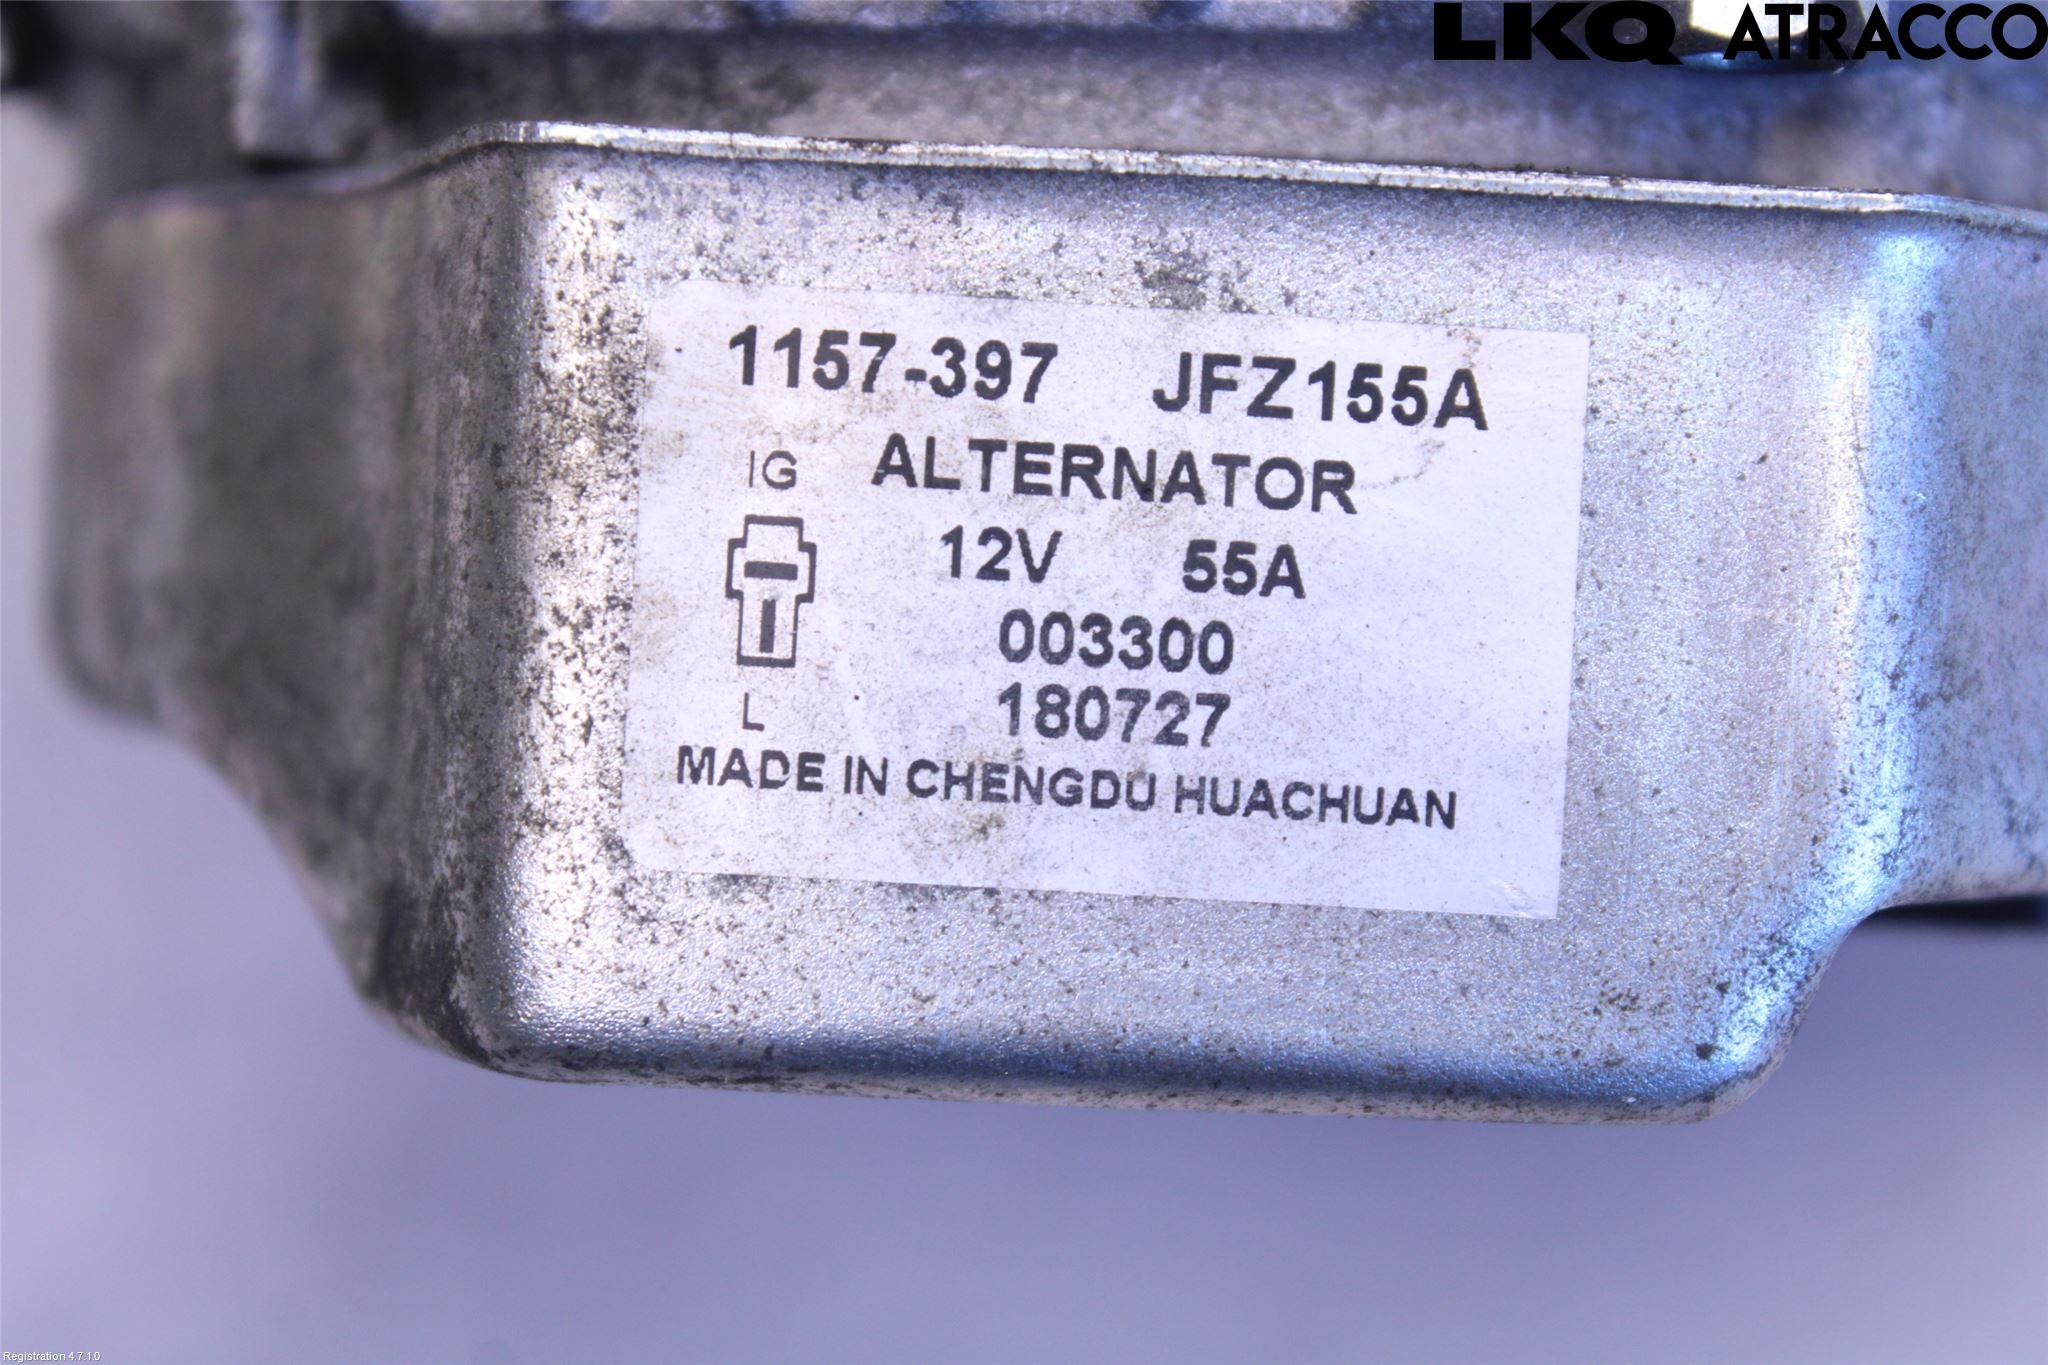 LKQ ATRACCO
1157-397 JFZ155A
IG ALTERNATOR
12V 55A
003300
L 180727
MADE IN CHENGDU HUACHUAN
Registration 4.7.1.0